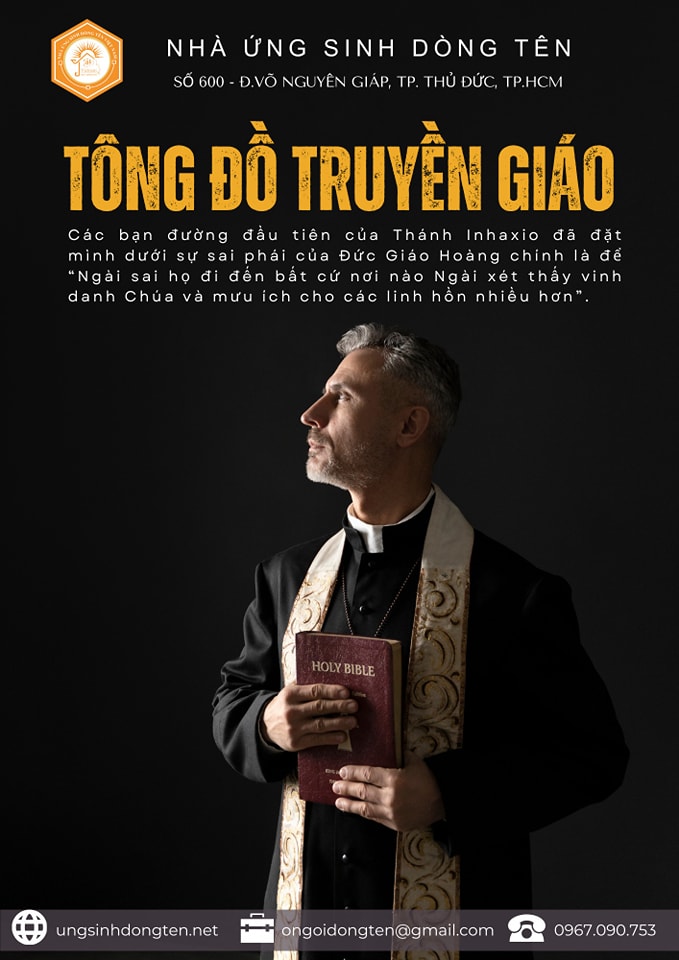 NHÀ ỨNG SINH DÒNG TÊN
SỐ 600 - Đ.VÕ NGUYÊN GIÁP, TP. THỦ ĐỨC, TP.HCM
TÔNG ĐỒ TRUYỀN GIÁO
Các bạn đường đầu tiên của Thánh Inhaxio đã đặt
mình dưới sự sai phái của Đức Giáo Hoàng chính là để
“Ngài sai họ đi đến bất cứ nơi nào Ngài xét thấy vinh
danh Chúa và mưu ích cho các linh hồn nhiều hơn”.
HOLY BIBLE
ungsinhdongten.net
ongoidongten@gmail.com
0967.090.753